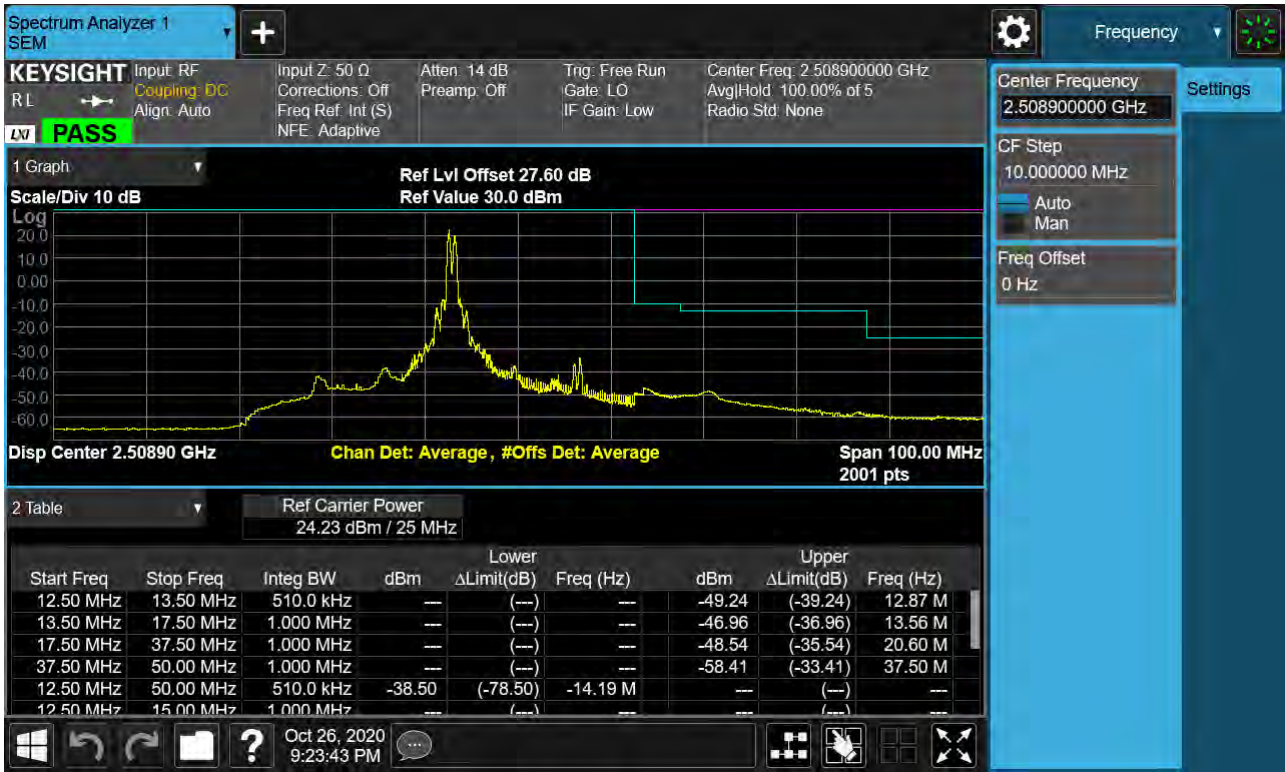 Spectrum Analyzer 1
SEM
Frequency
KEYSIGHT
RL
LXI PASS
Input: RF
Coupling: DC
Align: Auto
Input Z: 50 Ω
Corrections: Off
Freq Ref: Int (S)
NFE: Adaptive
Atten: 14 dB
Preamp: Off
Trig: Free Run
Gate: LO
IF Gain: Low
Center Freq: 2.508900000 GHz
Avg|Hold: 100.00% of 5
Radio Std: None
Center Frequency
2.508900000 GHz
Settings
CF Step
10.000000 MHz
Auto
Man
Freq Offset
0 Hz
1 Graph
Scale/Div 10 dB
Ref Lvl Offset 27.60 dB
Ref Value 30.0 dBm
Log
20.0
10.0
0.00
-10.0
-20.0
-30.0
-40.0
-50.0
-60.0
Disp Center 2.50890 GHz
Chan Det: Average, #Offs Det: Average
Span 100.00 MHz
2001 pts
2 Table
Ref Carrier Power
24.23 dBm / 25 MHz
Lower Upper
Start Freq Stop Freq Integ BW dBm ΔLimit(dB) Freq (Hz) dBm ΔLimit(dB) Freq (Hz)
12.50 MHz 13.50 MHz 510.0 kHz --- (---) --- -49.24 (-39.24) 12.87 M
13.50 MHz 17.50 MHz 1.000 MHz --- (---) --- -46.96 (-36.96) 13.56 M
17.50 MHz 37.50 MHz 1.000 MHz --- (---) --- -48.54 (-35.54) 20.60 M
37.50 MHz 50.00 MHz 1.000 MHz --- (---) --- -58.41 (-33.41) 37.50 M
12.50 MHz 50.00 MHz 510.0 kHz -38.50 (-78.50) -14.19 M --- (---) ---
12.50 MHz 15.00 MHz 1.000 MHz --- (---) --- --- (---) ---
Oct 26, 2020
9:23:43 PM